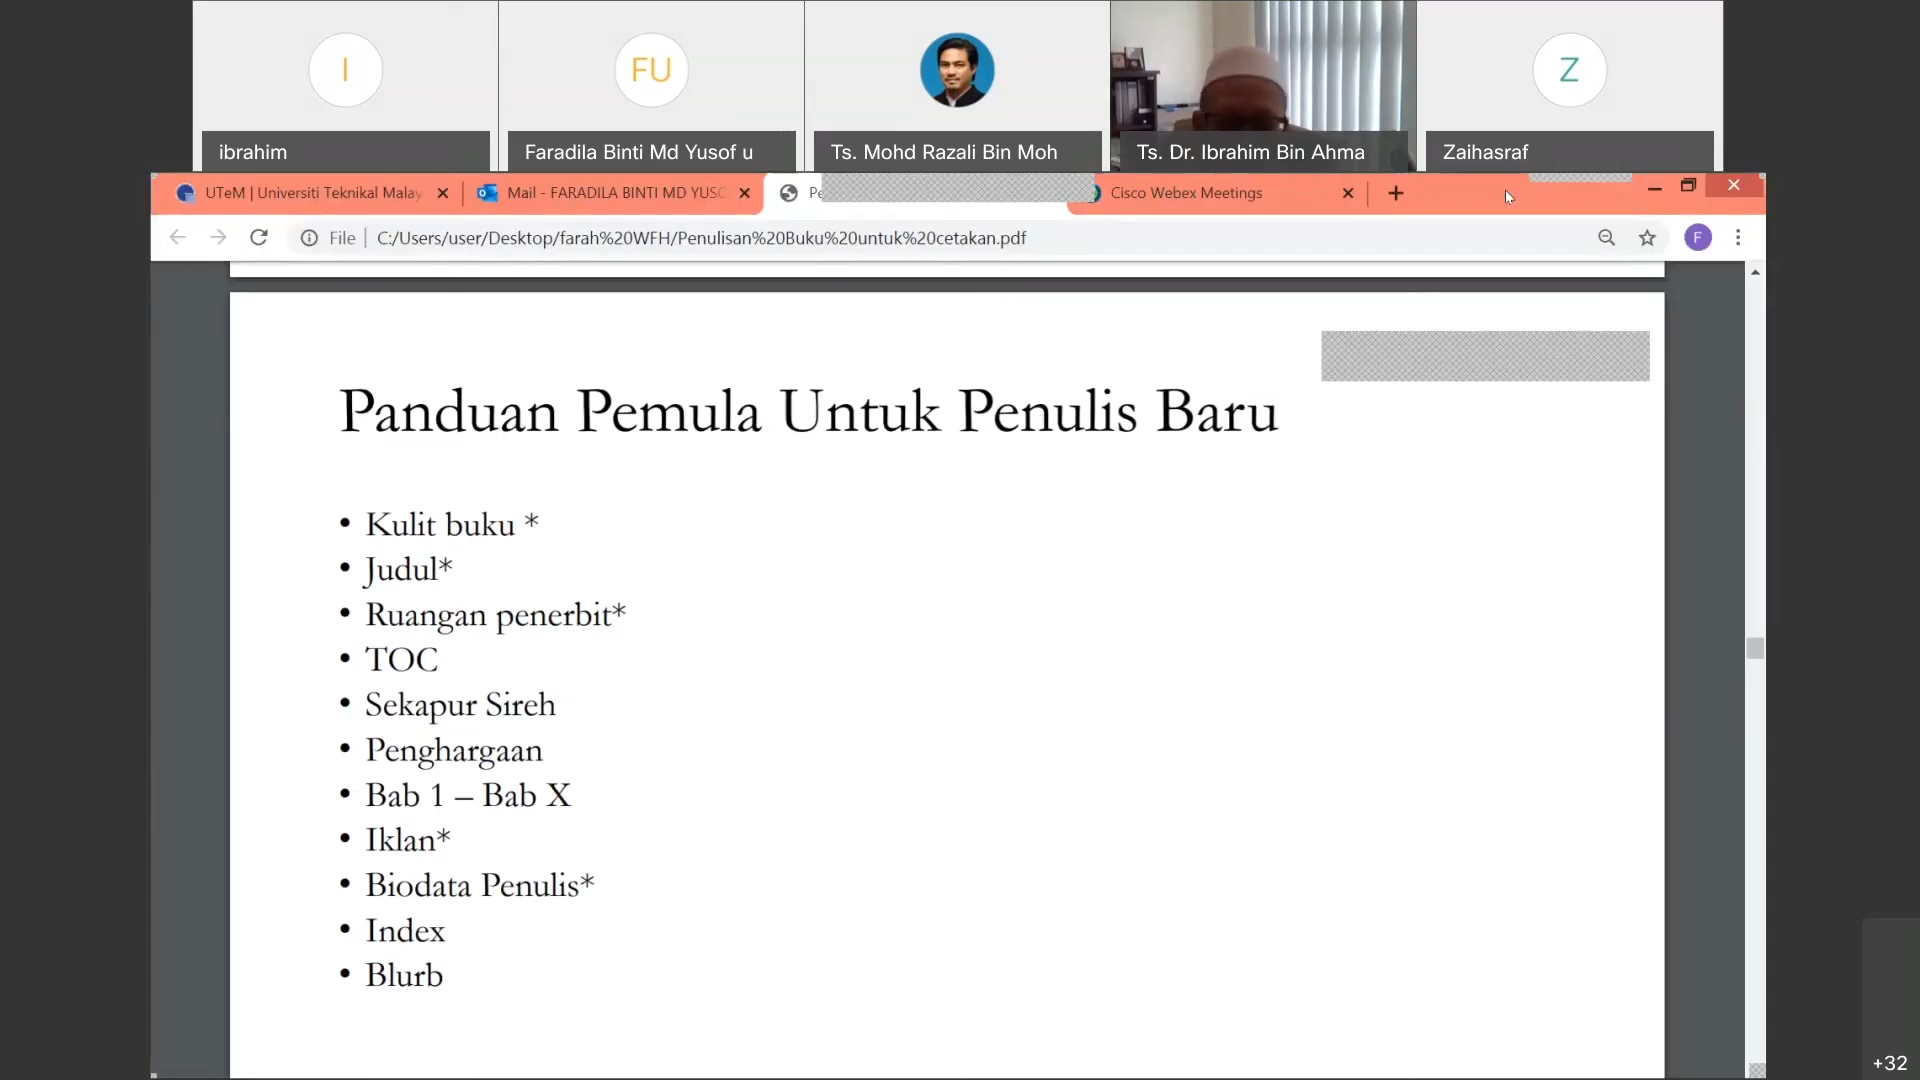 I
FU
Z
ibrahim
Faradila Binti Md Yusof u
Ts. Mohd Razali Bin Moh
Ts. Dr. Ibrahim Bin Ahma
Zaihasraf
UTeM | Universiti Teknikal Malay
Mail - FARADILA BINTI MD YUSO
Pe
Cisco Webex Meetings
File
C:/Users/user/Desktop/farah%20WFH/Penulisan%20Buku%20untuk%20cetakan.pdf
F
Panduan Pemula Untuk Penulis Baru
• Kulit buku *
• Judul*
• Ruangan penerbit*
• TOC
• Sekapur Sireh
• Penghargaan
• Bab 1 – Bab X
• Iklan*
• Biodata Penulis*
• Index
• Blurb
+32